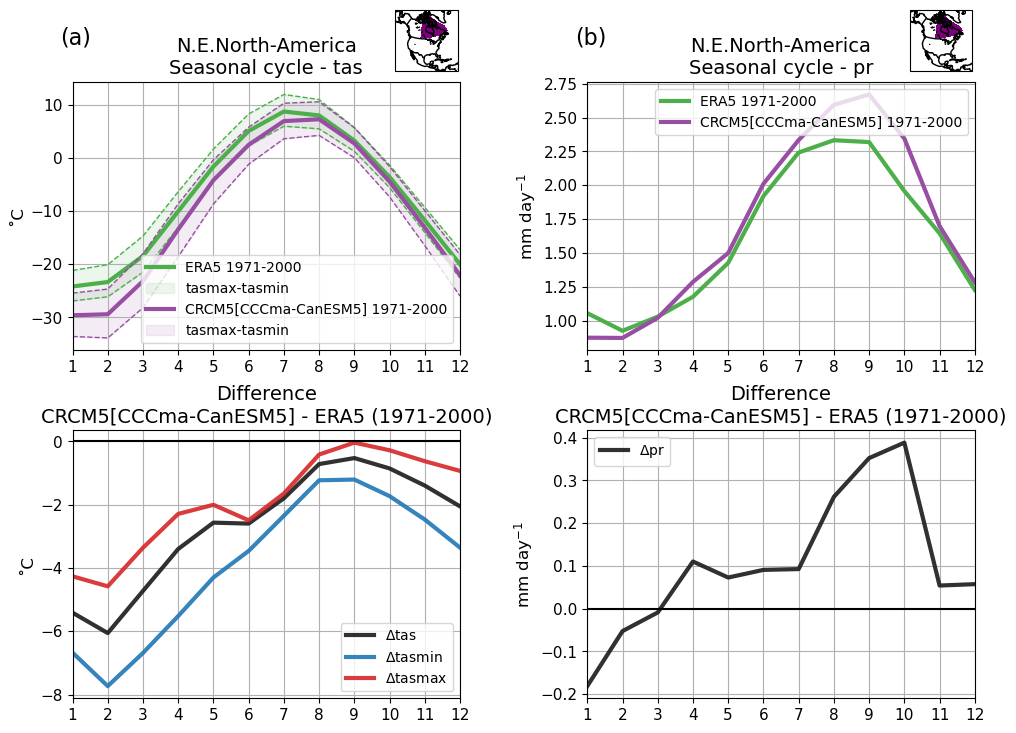 (a)
N.E.North-America
Seasonal cycle - tas
10
0
−10
−20
−30
˚C
ERA5 1971-2000
tasmax-tasmin
CRCM5[CCCma-CanESM5] 1971-2000
tasmax-tasmin
1 2 3 4 5 6 7 8 9 10 11 12
(b)
N.E.North-America
Seasonal cycle - pr
2.75
2.50
2.25
2.00
1.75
1.50
1.25
1.00
mm day⁻¹
ERA5 1971-2000
CRCM5[CCCma-CanESM5] 1971-2000
1 2 3 4 5 6 7 8 9 10 11 12
Difference
CRCM5[CCCma-CanESM5] - ERA5 (1971-2000)
0
−2
−4
−6
−8
˚C
Δtas
Δtasmin
Δtasmax
1 2 3 4 5 6 7 8 9 10 11 12
Difference
CRCM5[CCCma-CanESM5] - ERA5 (1971-2000)
0.4
0.3
0.2
0.1
0.0
−0.1
−0.2
mm day⁻¹
Δpr
1 2 3 4 5 6 7 8 9 10 11 12